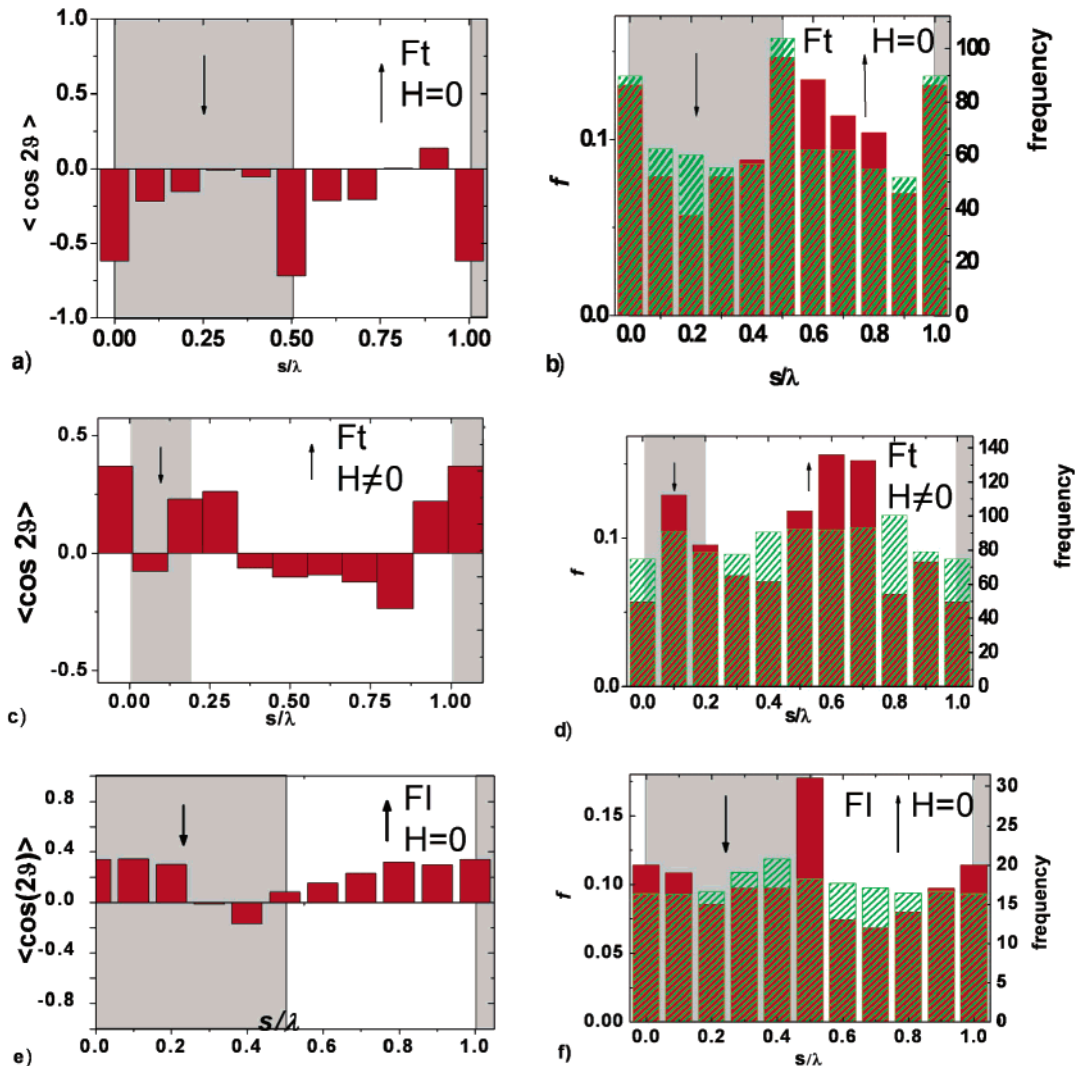 1.0
0.5
0.0
-0.5
-1.0
< cos 2ϑ >
Ft
H=0
0.00 0.25 0.50 0.75 1.00
s/λ
a)
0.1
0.0
f
Ft H=0
100
80
60
40
20
0
frequency
0.0 0.2 0.4 0.6 0.8 1.0
s/λ
b)
0.5
0.0
-0.5
<cos 2ϑ>
Ft
H≠0
0.00 0.25 0.50 0.75 1.00
s/λ
c)
0.1
0.0
f
Ft
H≠0
140
120
100
80
60
40
20
0
frequency
0.0 0.2 0.4 0.6 0.8 1.0
s/λ
d)
0.8
0.4
0.0
-0.4
-0.8
<cos(2ϑ)>
Fl
H=0
s/λ
0.0 0.2 0.4 0.6 0.8 1.0
e)
0.15
0.10
0.05
0.00
f
Fl H=0
30
25
20
15
10
5
0
frequency
0.0 0.2 0.4 0.6 0.8 1.0
s/λ
f)